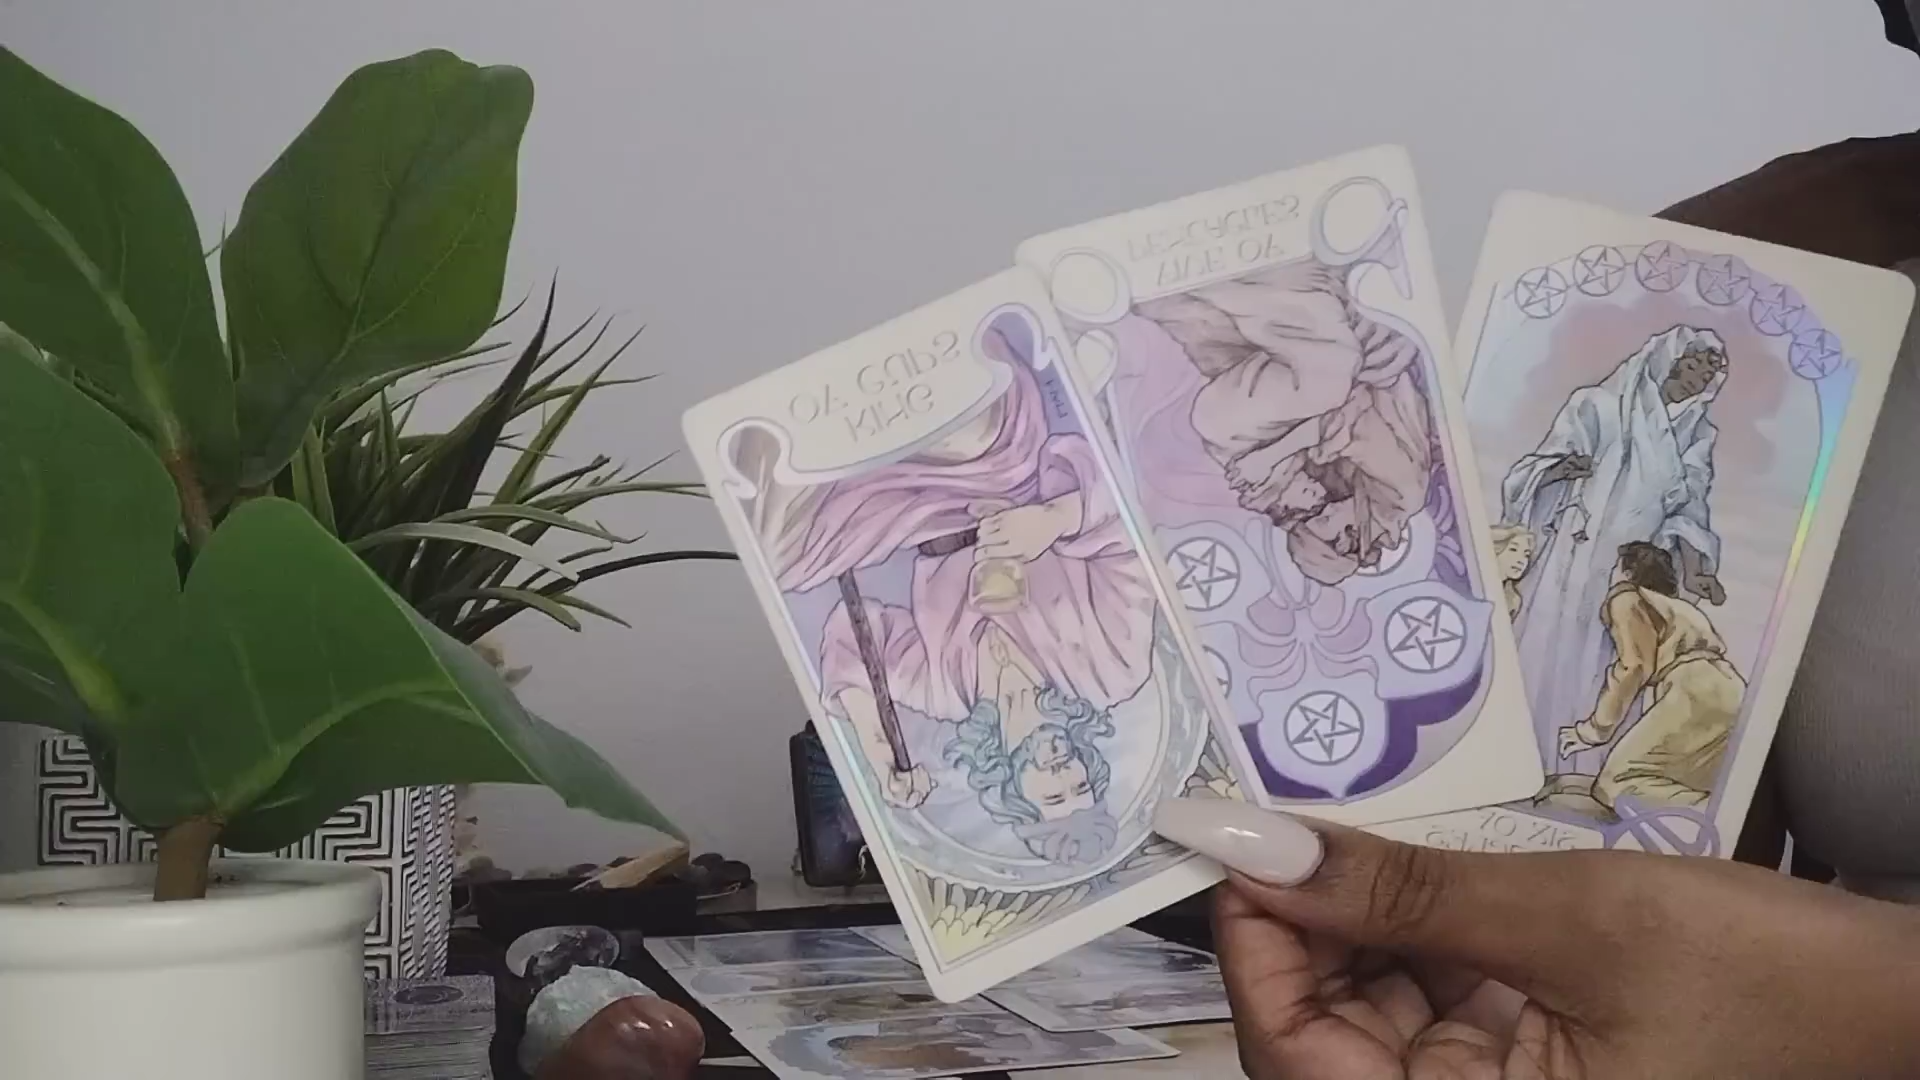 KING
OF CUPS
FIVE OF
PENTACLES
SIX OF